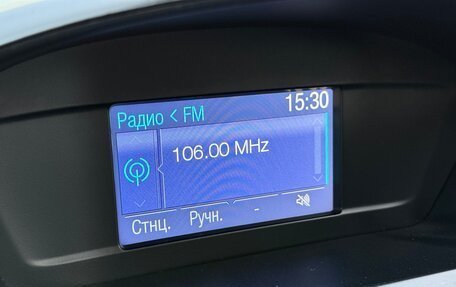 15:30
Радио < FM
106.00 MHz
Стнц. Ручн. -